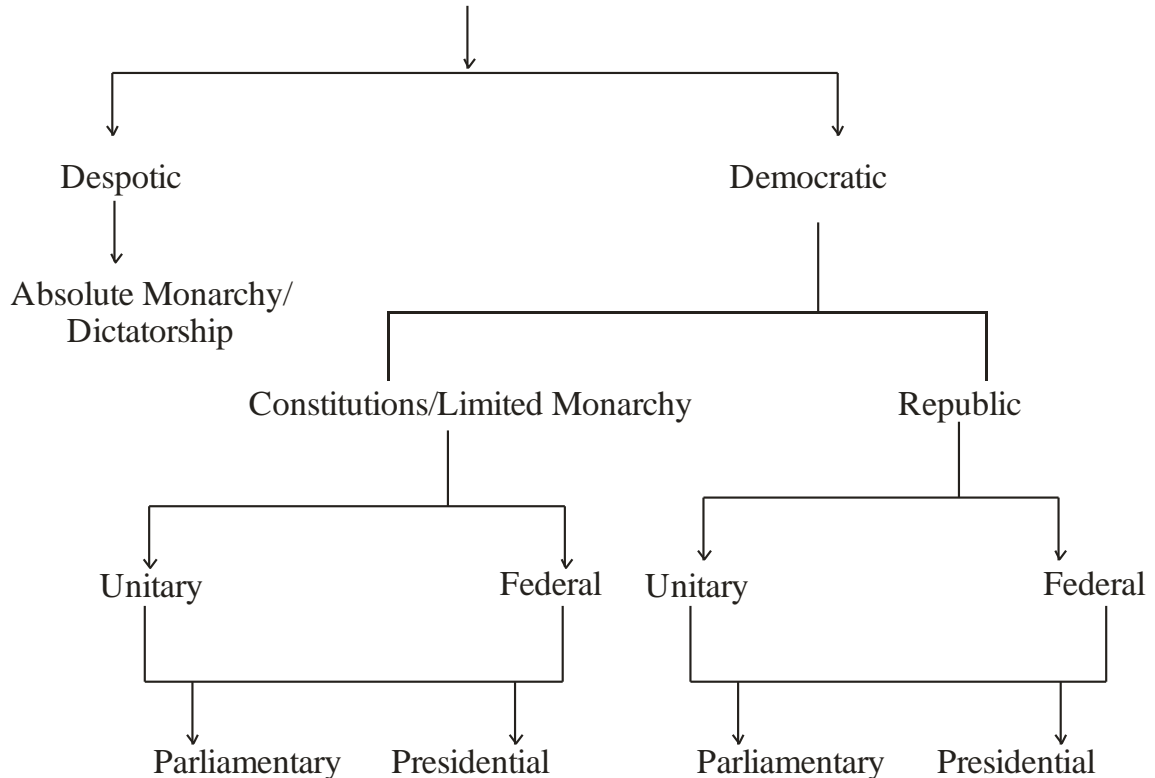 Despotic
Democratic
Absolute Monarchy/
Dictatorship
Constitutions/Limited Monarchy
Republic
Unitary
Federal
Unitary
Federal
Parliamentary
Presidential
Parliamentary
Presidential